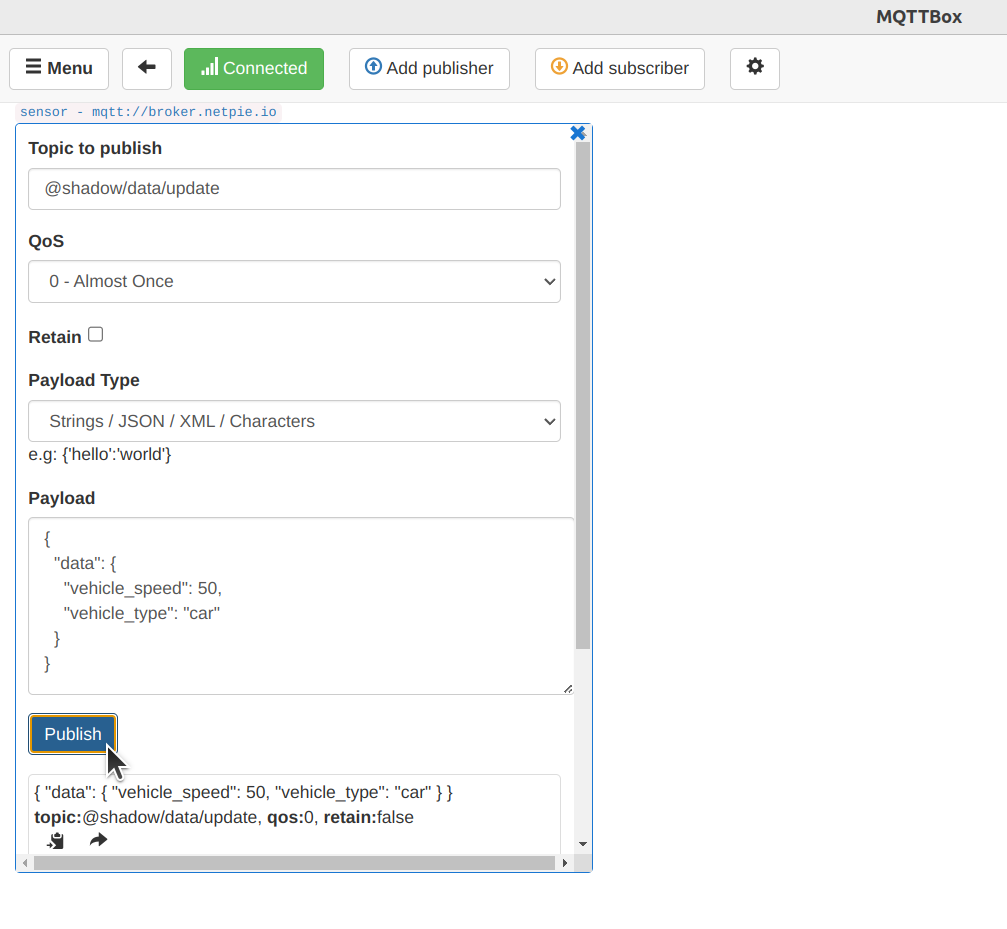 MQTTBox
Menu
Connected
Add publisher
Add subscriber
sensor - mqtt://broker.netpie.io
Topic to publish
@shadow/data/update
QoS
0 - Almost Once
Retain
Payload Type
Strings / JSON / XML / Characters
e.g: {'hello':'world'}
Payload
{
"data": {
"vehicle_speed": 50,
"vehicle_type": "car"
}
}
Publish
{ "data": { "vehicle_speed": 50, "vehicle_type": "car" } }
topic:@shadow/data/update, qos:0, retain:false